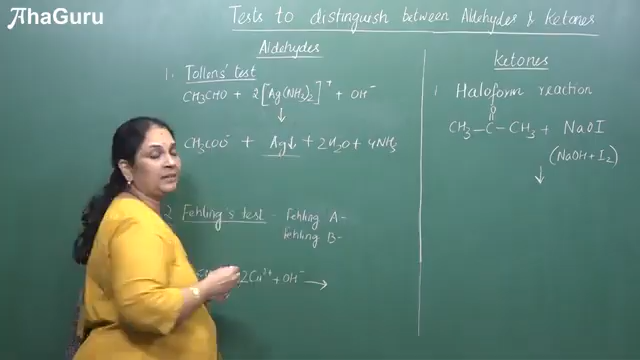 AhaGuru
Tests to distinguish between Aldehydes & Ketones
Aldehydes
1. Tollens' test
CH₃CHO + 2[Ag(NH₃)₂]⁺ + OH⁻
↓
CH₃COO⁻ + Ag↓ + 2H₂O + 4NH₃
2 Fehling's test - Fehling A-
Fehling B-
2Cu²⁺ + OH⁻ →
Ketones
1 Haloform reaction
O
CH₃-C-CH₃ + NaOI
(NaOH + I₂)
↓